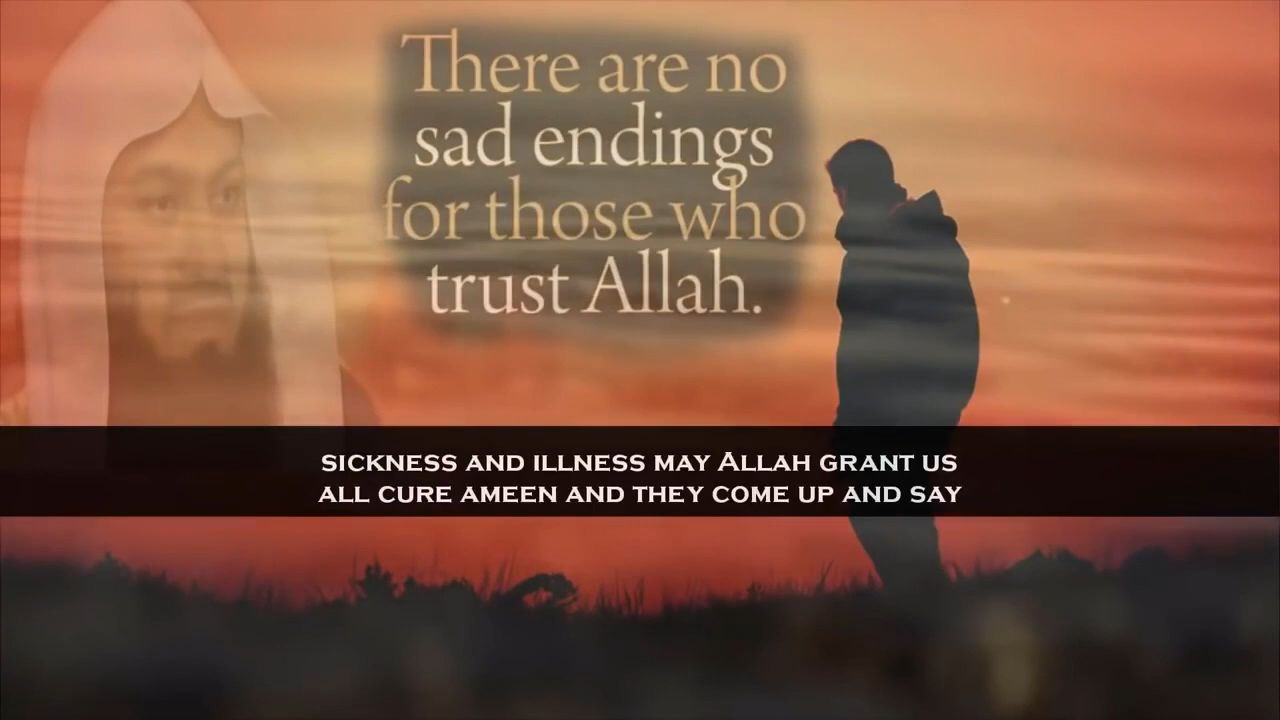 There are no
sad endings
for those who
trust Allah.
SICKNESS AND ILLNESS MAY ALLAH GRANT US
ALL CURE AMEEN AND THEY COME UP AND SAY